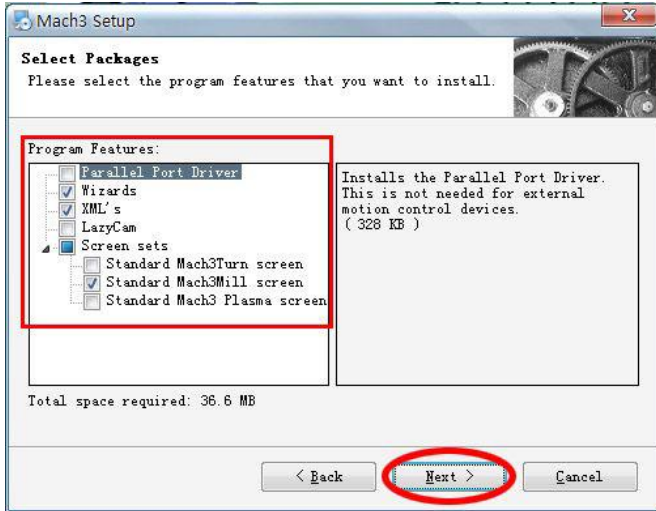 Mach3 Setup
Select Packages
Please select the program features that you want to install.
Program Features:
Parallel Port Driver
Wizards
XML's
LazyCam
Screen sets
Standard Mach3Turn screen
Standard Mach3Mill screen
Standard Mach3 Plasma screen
Installs the Parallel Port Driver.
This is not needed for external
motion control devices.
( 328 KB )
Total space required: 36.6 MB
< Back
Next >
Cancel